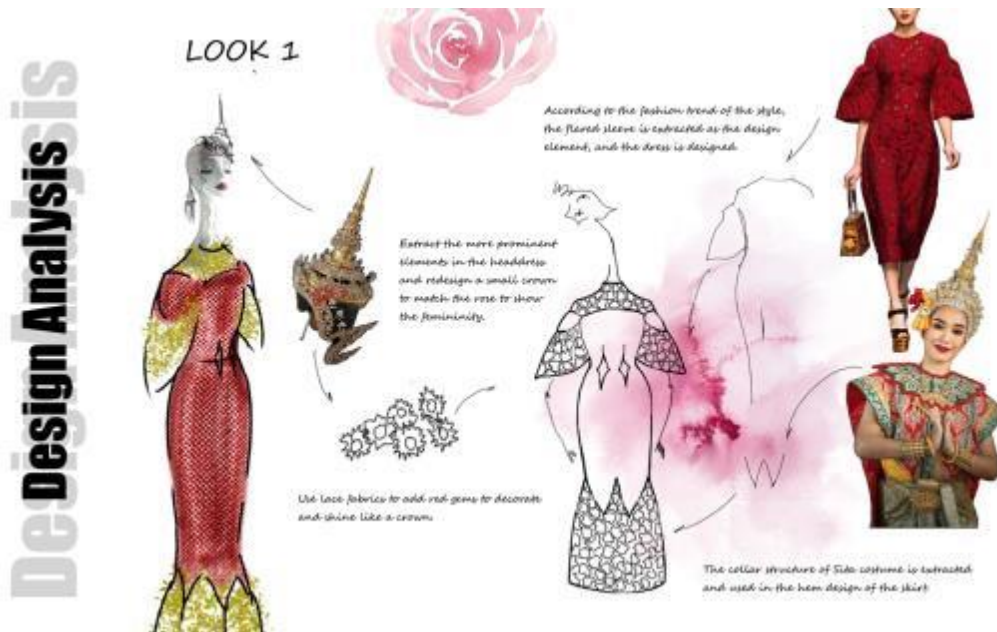 Design Analysis
LOOK 1
According to the fashion trend of the style,
the flared sleeve is extracted as the design
element, and the dress is designed
Extract the more prominent
elements in the headdress
and redesign a small crown
to match the rose to show
the femininity.
Use lace fabrics to add red gems to decorate
and shine like a crown.
The collar structure of Sita costume is extracted
and used in the hem design of the skirt